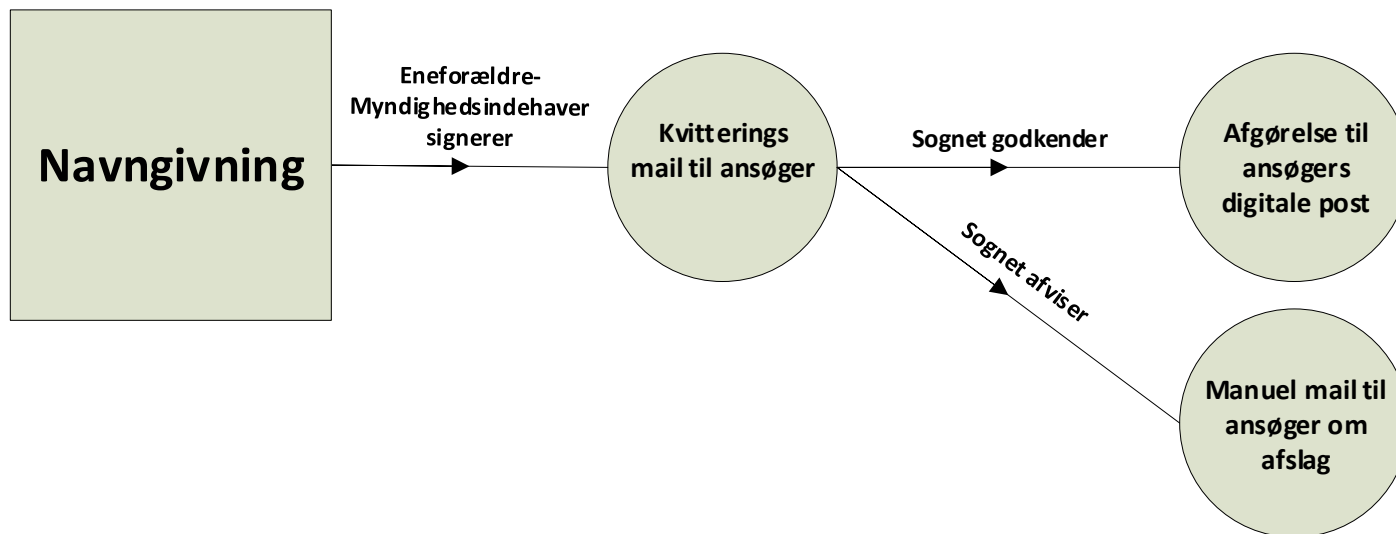 Navngivning
Eneforældre-
Myndighedsindehaver
signerer
Kvitterings
mail til ansøger
Sognet godkender
Afgørelse til
ansøgers
digitale post
Sognet afviser
Manuel mail til
ansøger om
afslag